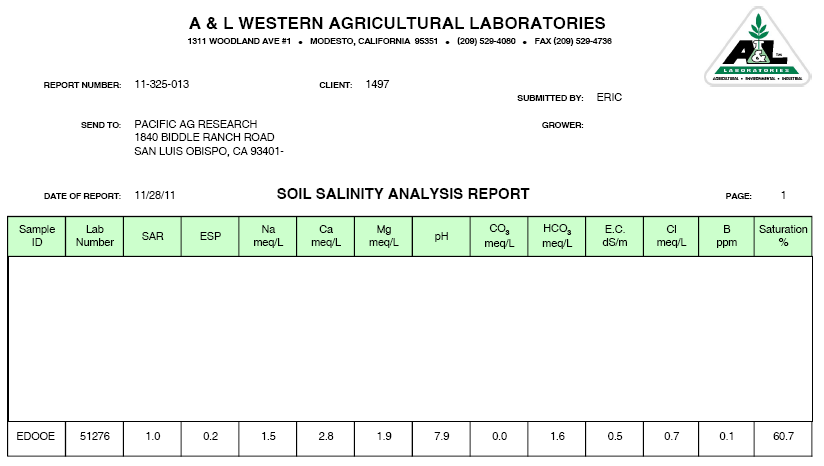 A & L WESTERN AGRICULTURAL LABORATORIES
1311 WOODLAND AVE #1 • MODESTO, CALIFORNIA 95351 • (209) 529-4080 • FAX (209) 529-4736
A&L
LABORATORIES
AGRICULTURAL • ENVIRONMENTAL • INDUSTRIAL
REPORT NUMBER: 11-325-013 CLIENT: 1497
SUBMITTED BY: ERIC
SEND TO: PACIFIC AG RESEARCH GROWER:
1840 BIDDLE RANCH ROAD
SAN LUIS OBISPO, CA 93401-
DATE OF REPORT: 11/28/11 SOIL SALINITY ANALYSIS REPORT PAGE: 1
Sample ID Lab Number SAR ESP Na meq/L Ca meq/L Mg meq/L pH CO3 meq/L HCO3 meq/L E.C. dS/m Cl meq/L B ppm Saturation %
EDOOE 51276 1.0 0.2 1.5 2.8 1.9 7.9 0.0 1.6 0.5 0.7 0.1 60.7